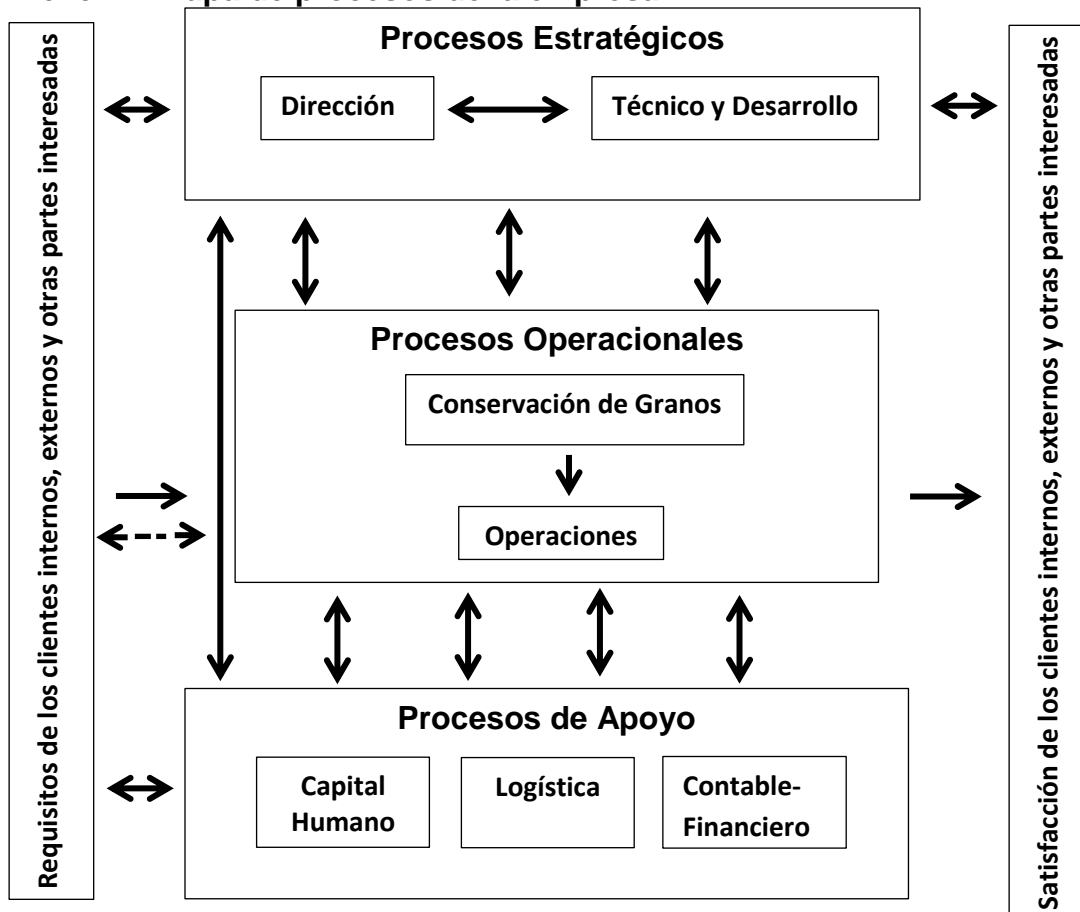 Procesos Estratégicos
Dirección
Técnico y Desarrollo
Requisitos de los clientes internos, externos y otras partes interesadas
Procesos Operacionales
Conservación de Granos
Operaciones
Procesos de Apoyo
Capital
Humano
Logística
Contable-
Financiero
Satisfacción de los clientes internos, externos y otras partes interesadas